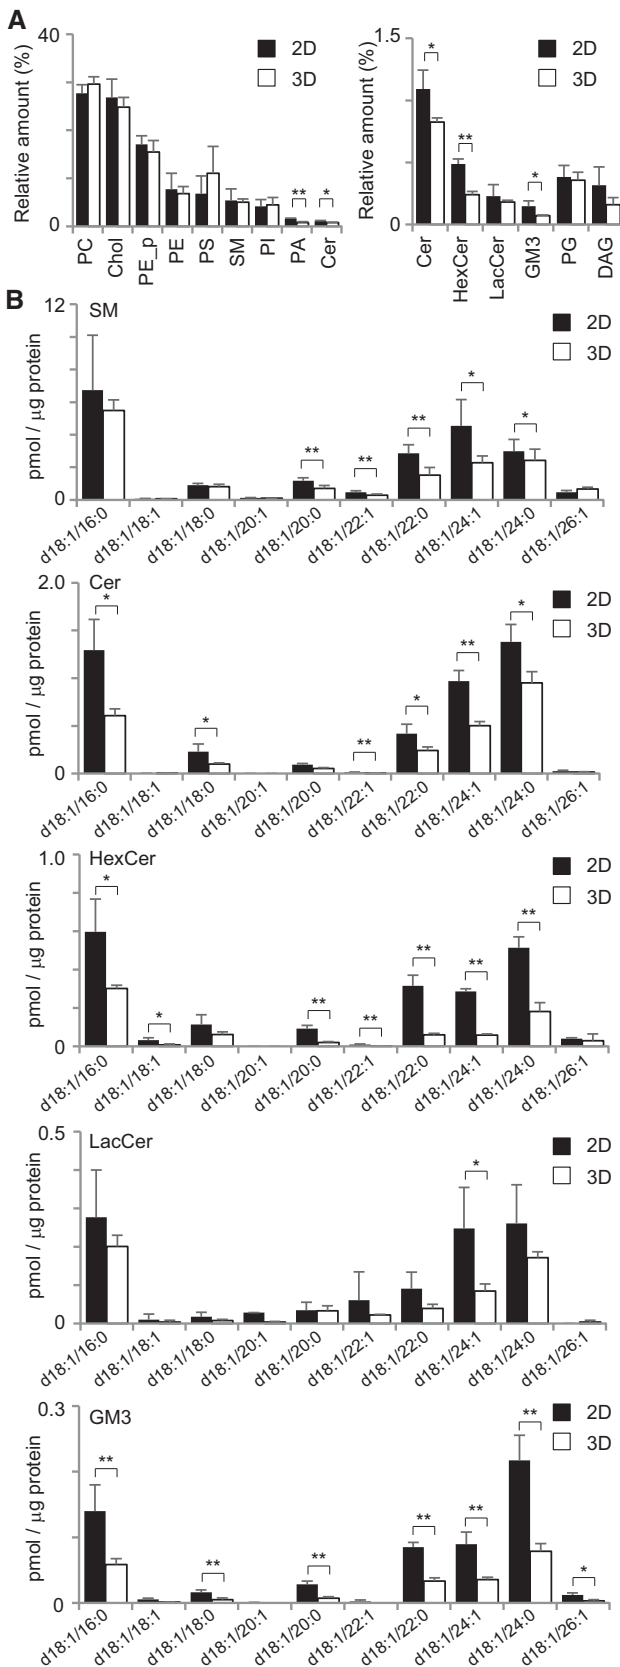 A
40
Relative amount (%)
0
2D
3D
** *
PC Chol PE_p PE PS SM PI PA Cer
1.5
Relative amount (%)
0
2D
3D
* ** *
Cer HexCer LacCer GM3 PG DAG
B
12
SM
pmol / μg protein
0
2D
3D
** ** ** * *
d18:1/16:0 d18:1/18:1 d18:1/18:0 d18:1/20:1 d18:1/20:0 d18:1/22:1 d18:1/22:0 d18:1/24:1 d18:1/24:0 d18:1/26:1
2.0
Cer
pmol / μg protein
0
2D
3D
* * ** * ** *
d18:1/16:0 d18:1/18:1 d18:1/18:0 d18:1/20:1 d18:1/20:0 d18:1/22:1 d18:1/22:0 d18:1/24:1 d18:1/24:0 d18:1/26:1
1.0
HexCer
pmol / μg protein
0
2D
3D
* * ** ** ** ** **
d18:1/16:0 d18:1/18:1 d18:1/18:0 d18:1/20:1 d18:1/20:0 d18:1/22:1 d18:1/22:0 d18:1/24:1 d18:1/24:0 d18:1/26:1
0.5
LacCer
pmol / μg protein
0
2D
3D
*
d18:1/16:0 d18:1/18:1 d18:1/18:0 d18:1/20:1 d18:1/20:0 d18:1/22:1 d18:1/22:0 d18:1/24:1 d18:1/24:0 d18:1/26:1
0.3
GM3
pmol / μg protein
0
2D
3D
** ** ** ** ** ** *
d18:1/16:0 d18:1/18:1 d18:1/18:0 d18:1/20:1 d18:1/20:0 d18:1/22:1 d18:1/22:0 d18:1/24:1 d18:1/24:0 d18:1/26:1